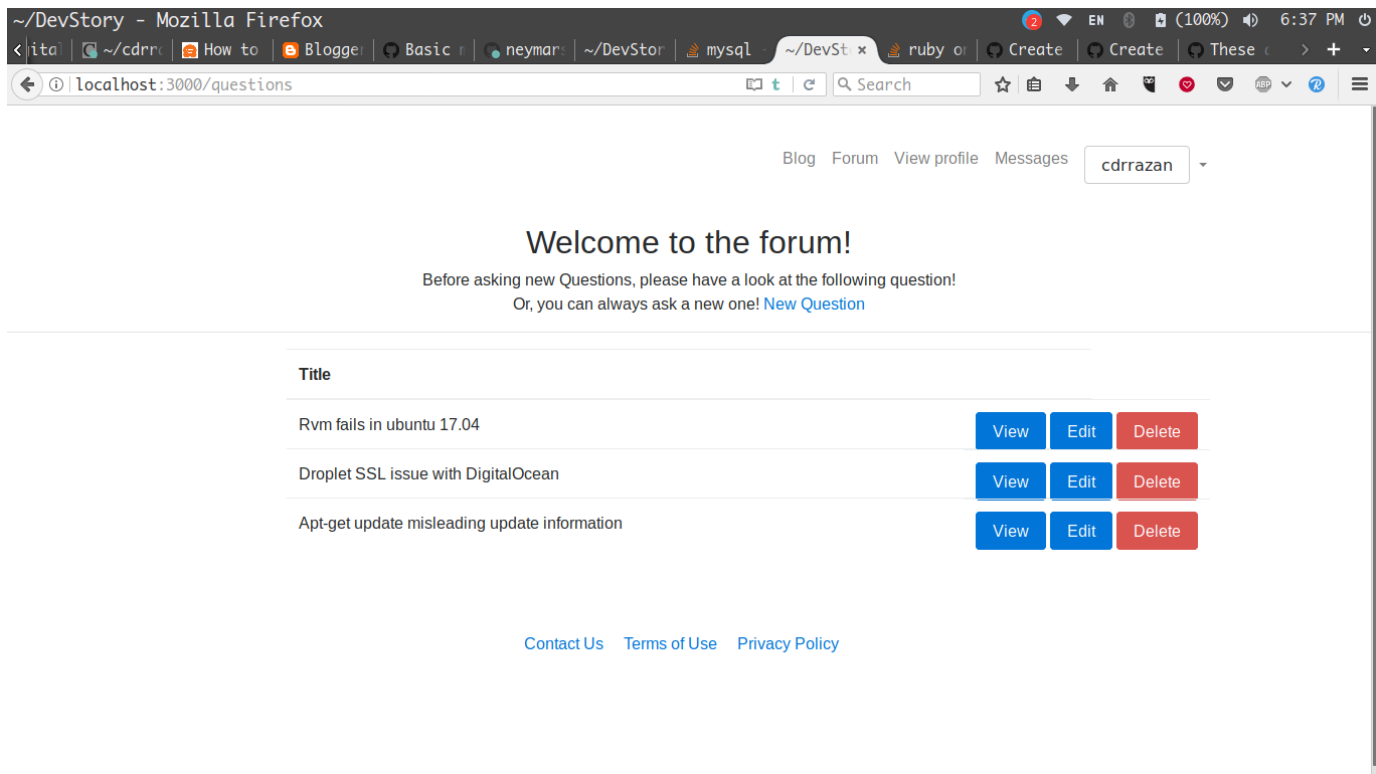 ~/DevStory - Mozilla Firefox 2 EN (100%) 6:37 PM
ital ~/cdrr How to Blogger Basic neymar ~/DevStor mysql - ~/DevSt × ruby or Create Create These
localhost:3000/questions t Search ABP
Blog Forum View profile Messages cdrrazan
Welcome to the forum!
Before asking new Questions, please have a look at the following question!
Or, you can always ask a new one! New Question
Title
Rvm fails in ubuntu 17.04 View Edit Delete
Droplet SSL issue with DigitalOcean View Edit Delete
Apt-get update misleading update information View Edit Delete
Contact Us Terms of Use Privacy Policy